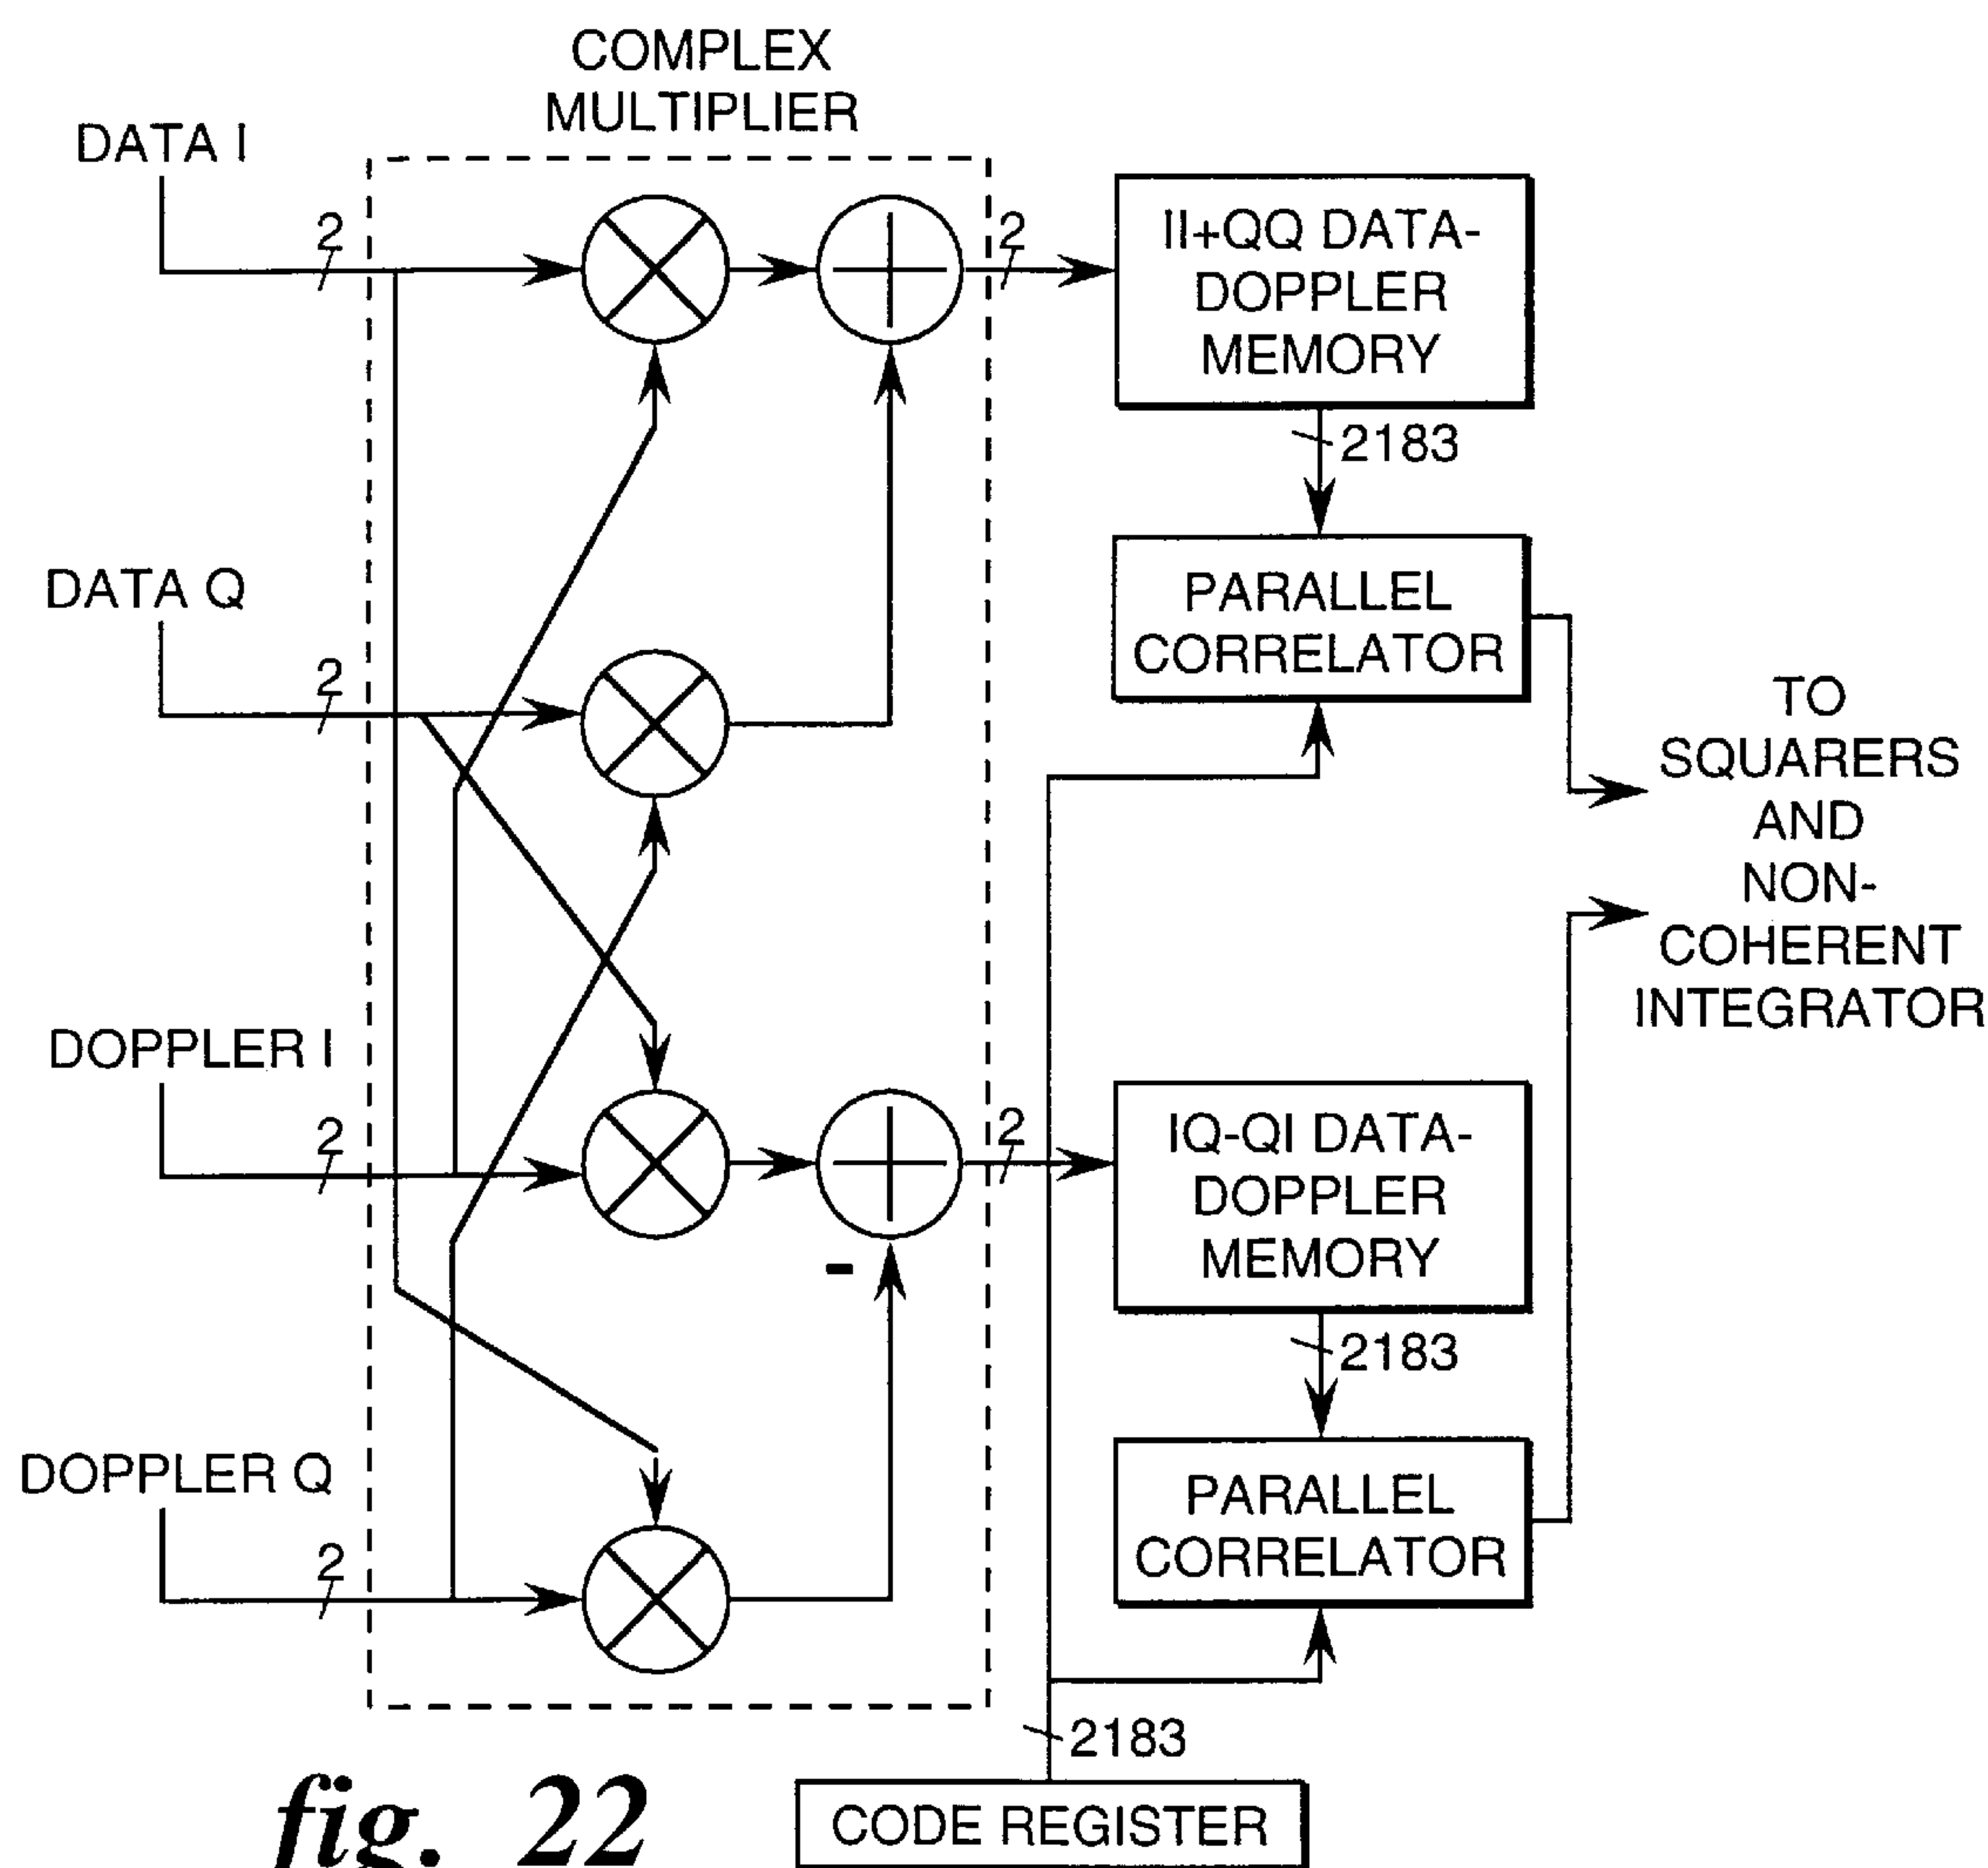 COMPLEX
MULTIPLIER
DATA I
2
2
II+QQ DATA-
DOPPLER
MEMORY
2183
DATA Q
2
PARALLEL
CORRELATOR
TO
SQUARERS
AND
NON-
COHERENT
INTEGRATOR
DOPPLER I
2
2
IQ-QI DATA-
DOPPLER
MEMORY
-
2183
DOPPLER Q
2
PARALLEL
CORRELATOR
2183
CODE REGISTER
fig. 22